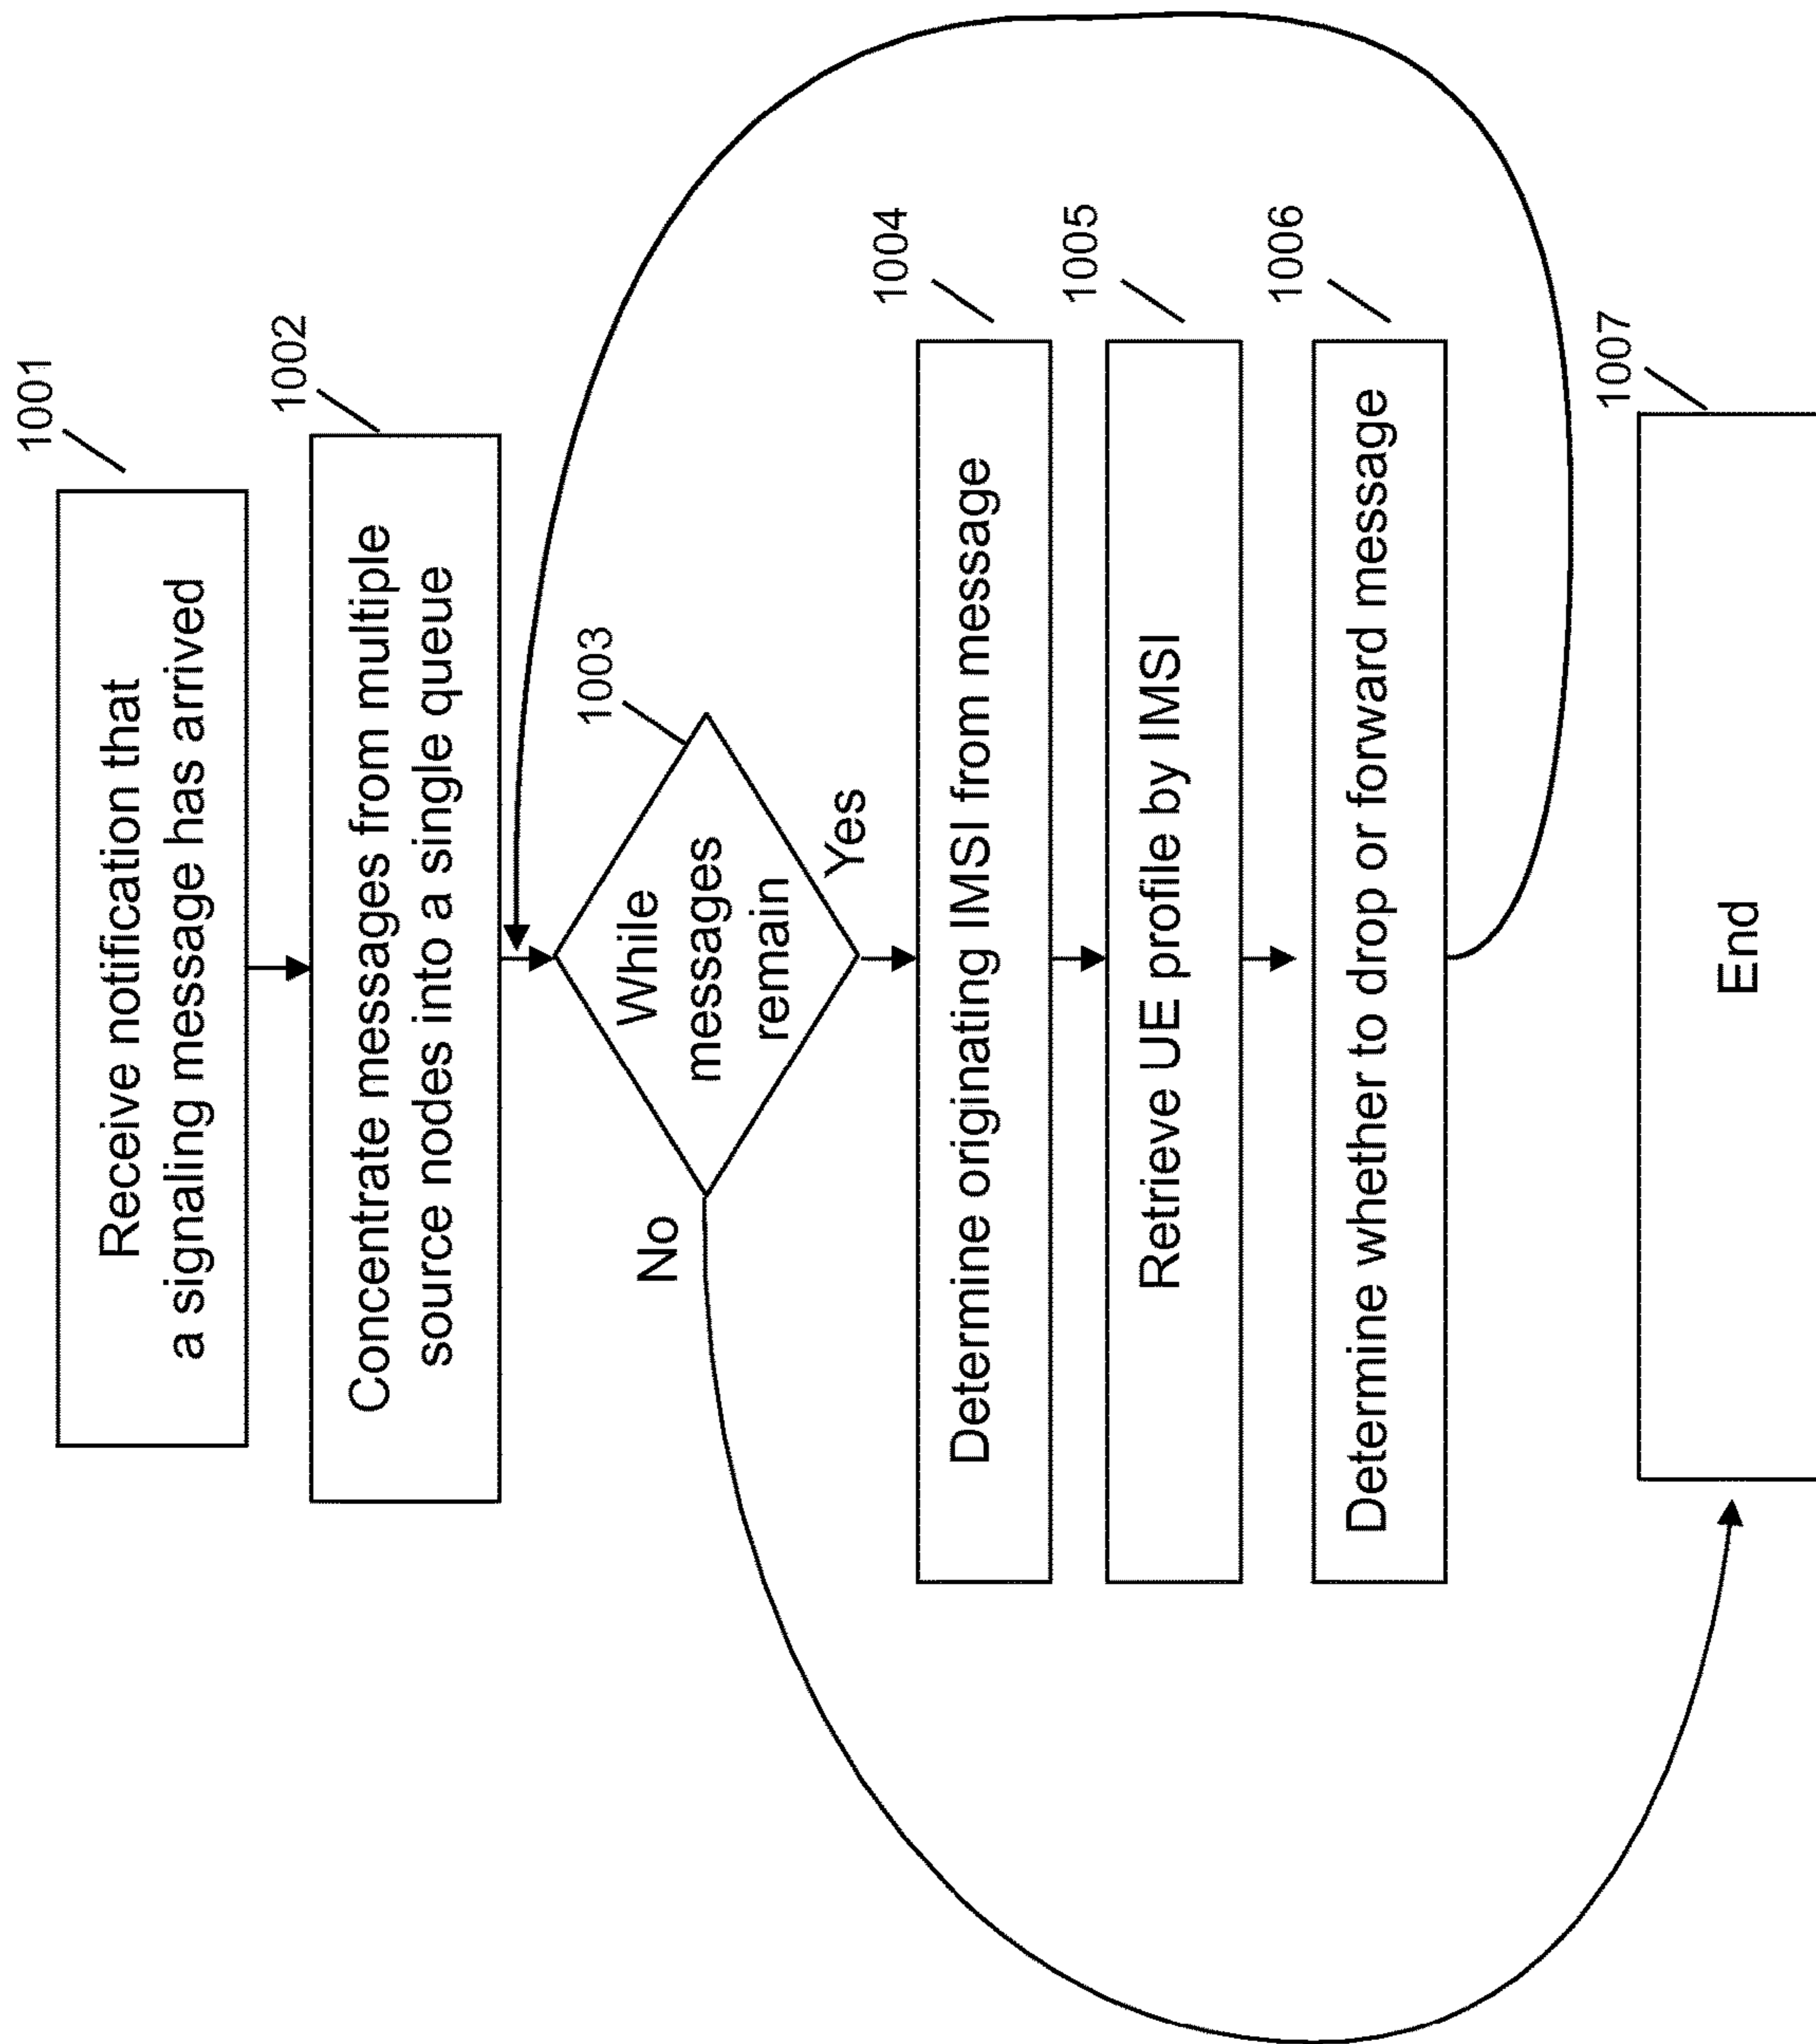 1001
Receive notification that
a signaling message has arrived
1002
Concentrate messages from multiple
source nodes into a single queue
1003
While
messages
remain
No
Yes
1004
Determine originating IMSI from message
1005
Retrieve UE profile by IMSI
1006
Determine whether to drop or forward message
1007
End